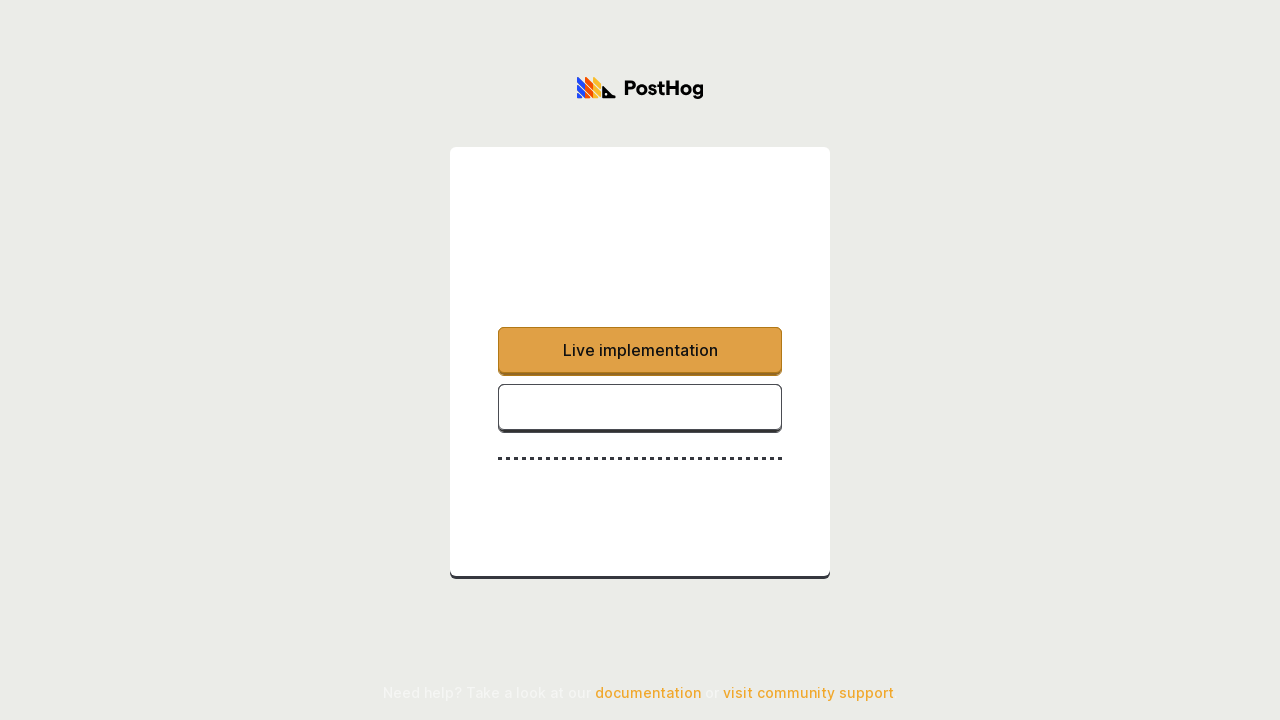 PostHog
Live implementation
Need help? Take a look at our documentation or visit community support